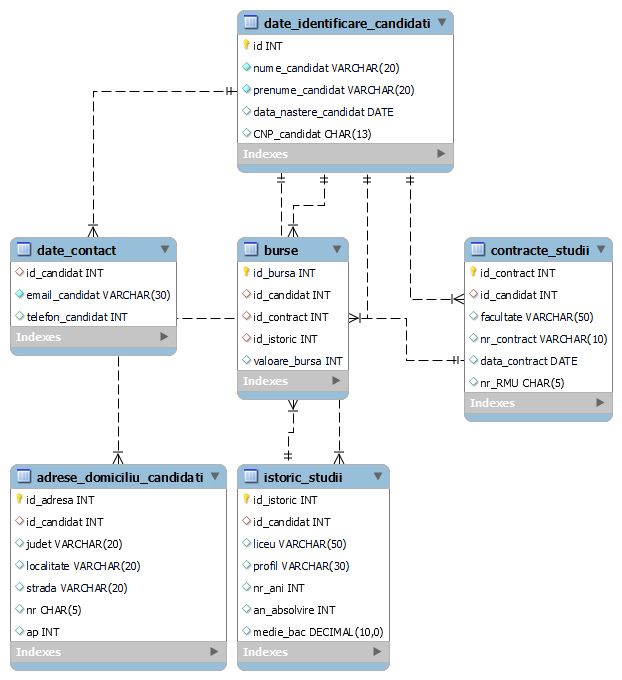 date_identificare_candidati
id INT
nume_candidat VARCHAR(20)
prenume_candidat VARCHAR(20)
data_nastere_candidat DATE
CNP_candidat CHAR(13)
Indexes
date_contact
id_candidat INT
email_candidat VARCHAR(30)
telefon_candidat INT
Indexes
burse
id_bursa INT
id_candidat INT
id_contract INT
id_istoric INT
valoare_bursa INT
Indexes
contracte_studii
id_contract INT
id_candidat INT
facultate VARCHAR(50)
nr_contract VARCHAR(10)
data_contract DATE
nr_RMU CHAR(5)
Indexes
adrese_domiciliu_candidati
id_adresa INT
id_candidat INT
judet VARCHAR(20)
localitate VARCHAR(20)
strada VARCHAR(20)
nr CHAR(5)
ap INT
Indexes
istoric_studii
id_istoric INT
id_candidat INT
liceu VARCHAR(50)
profil VARCHAR(30)
nr_ani INT
an_absolvire INT
medie_bac DECIMAL(10,0)
Indexes